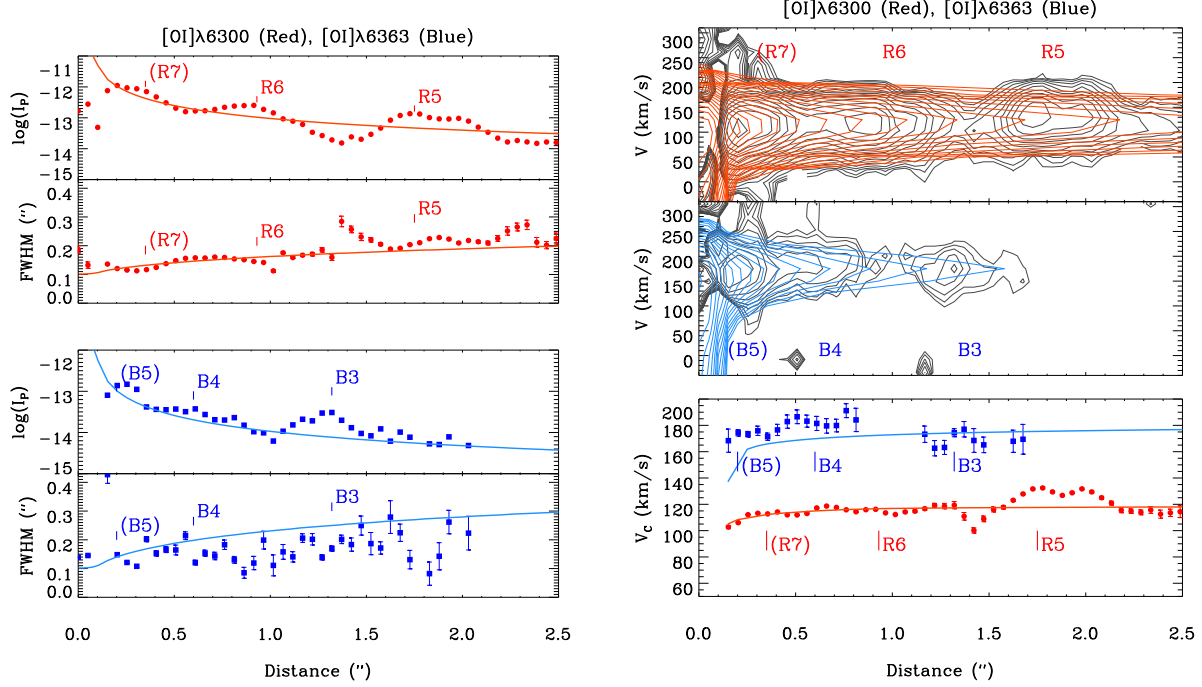 [OI]λ6300 (Red), [OI]λ6363 (Blue)
log(Iₚ)
−11
−12
−13
−14
−15
(R7)
R6
R5
FWHM (″)
0.4
0.3
0.2
0.1
0.0
(R7)
R6
R5
log(Iₚ)
−12
−13
−14
−15
(B5)
B4
B3
FWHM (″)
0.4
0.3
0.2
0.1
0.0
(B5)
B4
B3
0.0 0.5 1.0 1.5 2.0 2.5
Distance (″)
[OI]λ6300 (Red), [OI]λ6363 (Blue)
V (km/s)
300
250
200
150
100
50
0
(R7)
R6
R5
V (km/s)
300
250
200
150
100
50
0
(B5)
B4
B3
V꜀ (km/s)
200
180
160
140
120
100
80
60
(B5)
B4
B3
(R7)
R6
R5
0.0 0.5 1.0 1.5 2.0 2.5
Distance (″)